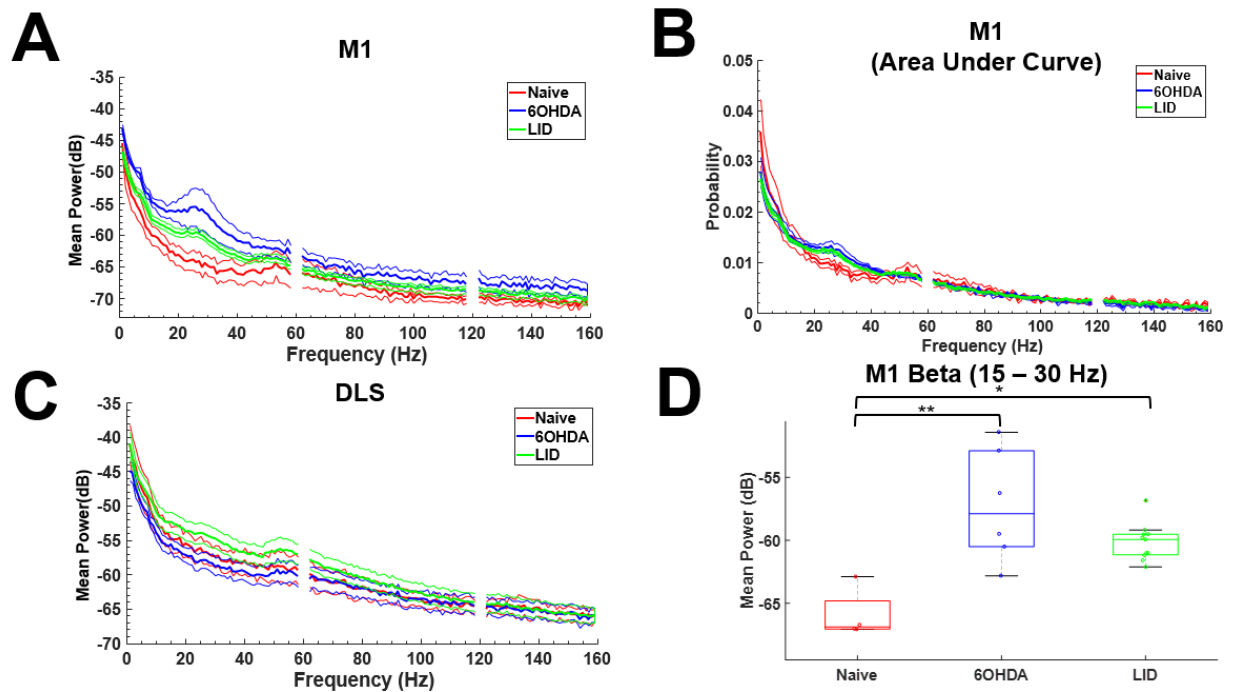 A
M1
Mean Power(dB)
-35
-40
-45
-50
-55
-60
-65
-70
0
20
40
60
80
100
120
140
160
Frequency (Hz)
Naive
6OHDA
LID
B
M1
(Area Under Curve)
Probability
0.05
0.04
0.03
0.02
0.01
0
0
20
40
60
80
100
120
140
160
Frequency (Hz)
Naive
6OHDA
LID
C
DLS
Mean Power(dB)
-35
-40
-45
-50
-55
-60
-65
-70
0
20
40
60
80
100
120
140
160
Frequency (Hz)
Naive
6OHDA
LID
D
M1 Beta (15 – 30 Hz)
*
**
Mean Power (dB)
-55
-60
-65
Naive
6OHDA
LID